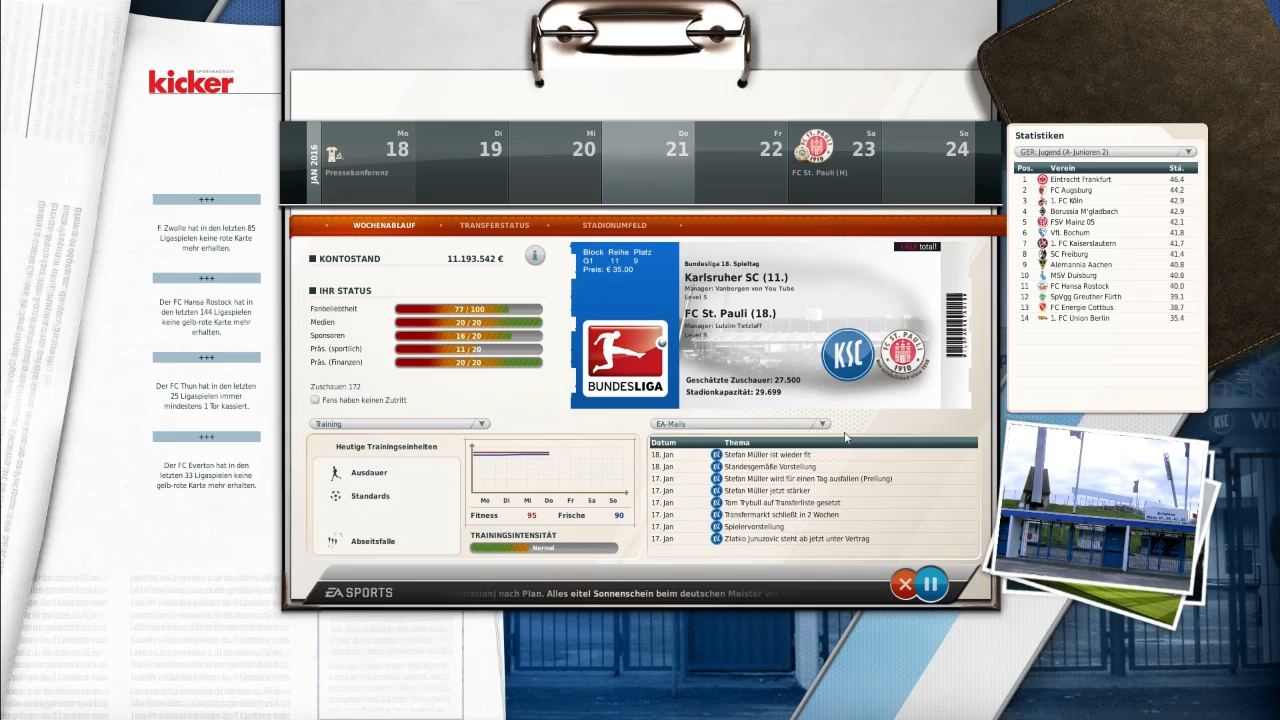 SPORTMAGAZIN
kicker
+++
F. Zwolle hat in den letzten 85
Ligaspielen keine rote Karte
mehr erhalten.
+++
Der FC Hansa Rostock hat in
den letzten 144 Ligaspielen
keine gelb-rote Karte mehr
erhalten.
+++
Der FC Thun hat in den letzten
25 Ligaspielen immer
mindestens 1 Tor kassiert.
+++
Der FC Everton hat in den
letzten 33 Ligaspielen keine
gelb-rote Karte mehr erhalten.
JAN 2016
Mo 18 Pressekonferenz
Di 19
Mi 20
Do 21
Fr 22
Sa 23 FC St. Pauli (H)
So 24
WOCHENABLAUF TRANSFERSTATUS STADIONUMFELD
KONTOSTAND 11.193.542 €
IHR STATUS
Fanbeliebtheit 77 / 100
Medien 20 / 20
Sponsoren 16 / 20
Präs. (sportlich) 11 / 20
Präs. (finanzen) 20 / 20
Zuschauer: 172
Fans haben keinen Zutritt
Block Reihe Platz
G1 11 9
Preis: € 35.00
BUNDESLIGA
LIGA total!
Bundesliga 18. Spieltag
Karlsruher SC (11.)
Manager: Vanbergen von You Tube
Level 5
FC St. Pauli (18.)
Manager: Lulzim Tetzlaff
Level 9
KSC
FC ST. PAULI
1910
Geschätzte Zuschauer: 27.500
Stadionkapazität: 29.699
Training
Heutige Trainingseinheiten
Ausdauer
Standards
Abseitsfalle
Mo Di Mi Do Fr Sa So
Fitness 95 Frische 90
TRAININGSINTENSITÄT
Normal
EA-Mails
Datum Thema
18. Jan Stefan Müller ist wieder fit
18. Jan Standesgemäße Vorstellung
17. Jan Stefan Müller wird für einen Tag ausfallen (Prellung)
17. Jan Stefan Müller jetzt stärker
17. Jan Tom Trybull auf Transferliste gesetzt
17. Jan Transfermarkt schließt in 2 Wochen
17. Jan Spielervorstellung
17. Jan Zlatko Junuzovic steht ab jetzt unter Vertrag
EA SPORTS
nach Plan. Alles eitel Sonnenschein beim deutschen Meister
Statistiken
GER: Jugend (A-Junioren 2)
Pos. Verein Stä.
1 Eintracht Frankfurt 46,4
2 FC Augsburg 44,2
3 1. FC Köln 42,9
4 Borussia M'gladbach 42,9
5 FSV Mainz 05 42,1
6 VfL Bochum 41,8
7 1. FC Kaiserslautern 41,7
8 SC Freiburg 41,4
9 Alemannia Aachen 40,8
10 MSV Duisburg 40,8
11 FC Hansa Rostock 40,0
12 SpVgg Greuther Fürth 39,1
13 FC Energie Cottbus 38,7
14 1. FC Union Berlin 35,4